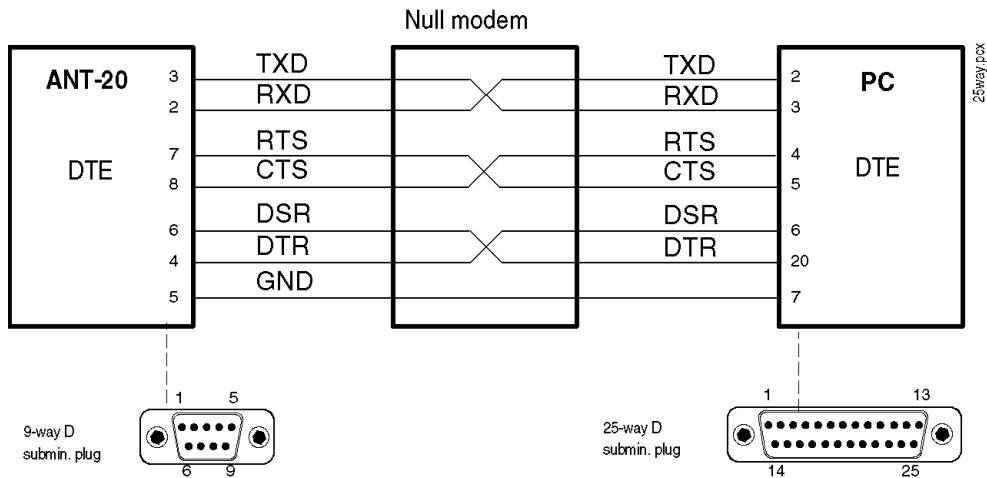 Null modem
ANT-20
DTE
3 TXD TXD 2
2 RXD RXD 3
7 RTS RTS 4
8 CTS CTS 5
6 DSR DSR 6
4 DTR DTR 20
5 GND 7
PC
DTE
25way.pcx
9-way D
submin. plug
1 5
6 9
25-way D
submin. plug
1 13
14 25